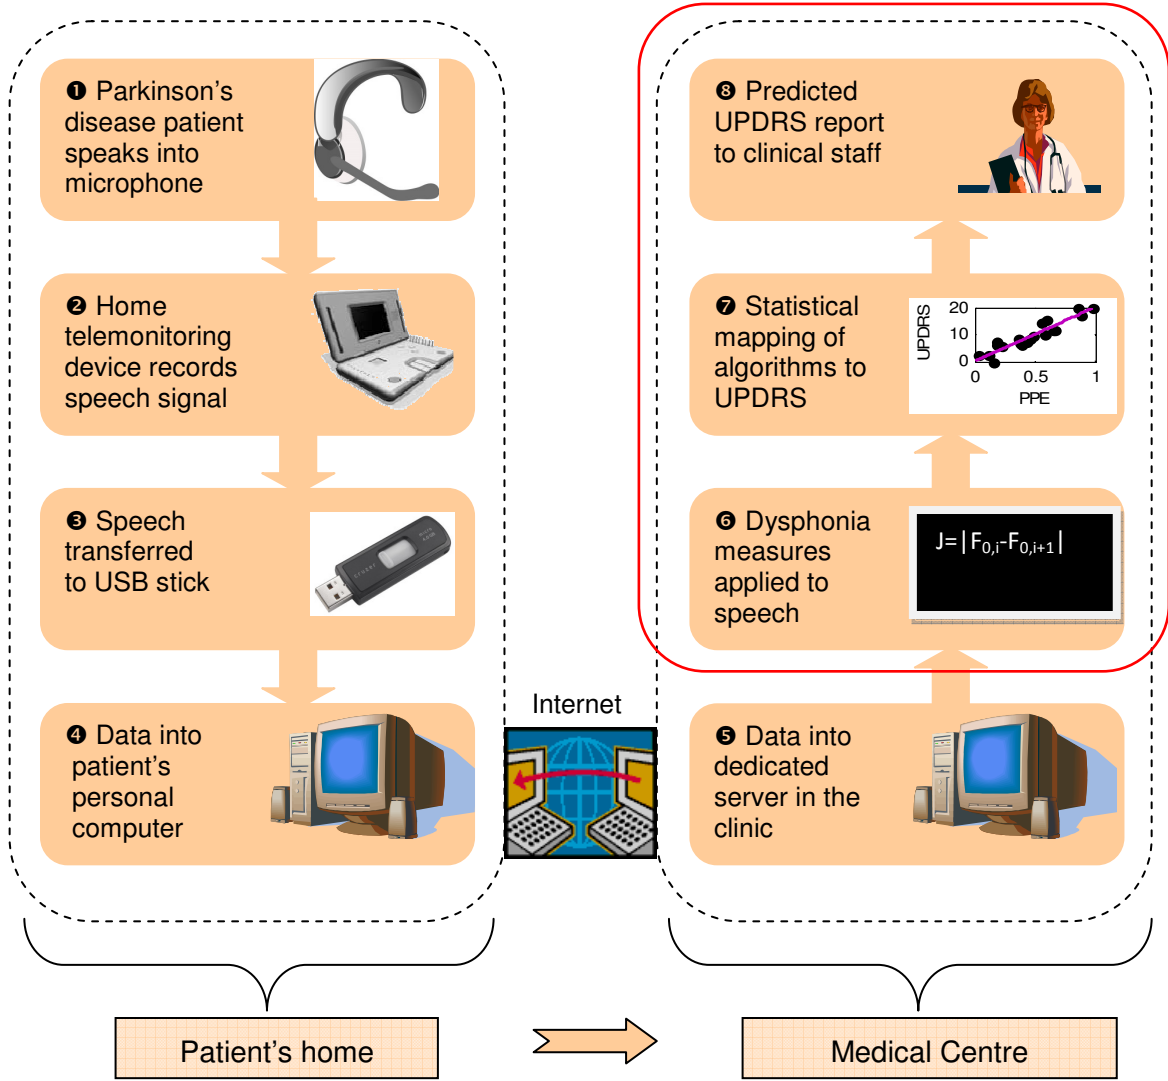 ❶ Parkinson's
disease patient
speaks into
microphone
❷ Home
telemonitoring
device records
speech signal
❸ Speech
transferred
to USB stick
❹ Data into
patient's
personal
computer
Internet
❽ Predicted
UPDRS report
to clinical staff
❼ Statistical
mapping of
algorithms to
UPDRS
UPDRS
20
10
0
0
0.5
1
PPE
❻ Dysphonia
measures
applied to
speech
J=|F0,i-F0,i+1|
❺ Data into
dedicated
server in the
clinic
Patient's home
Medical Centre